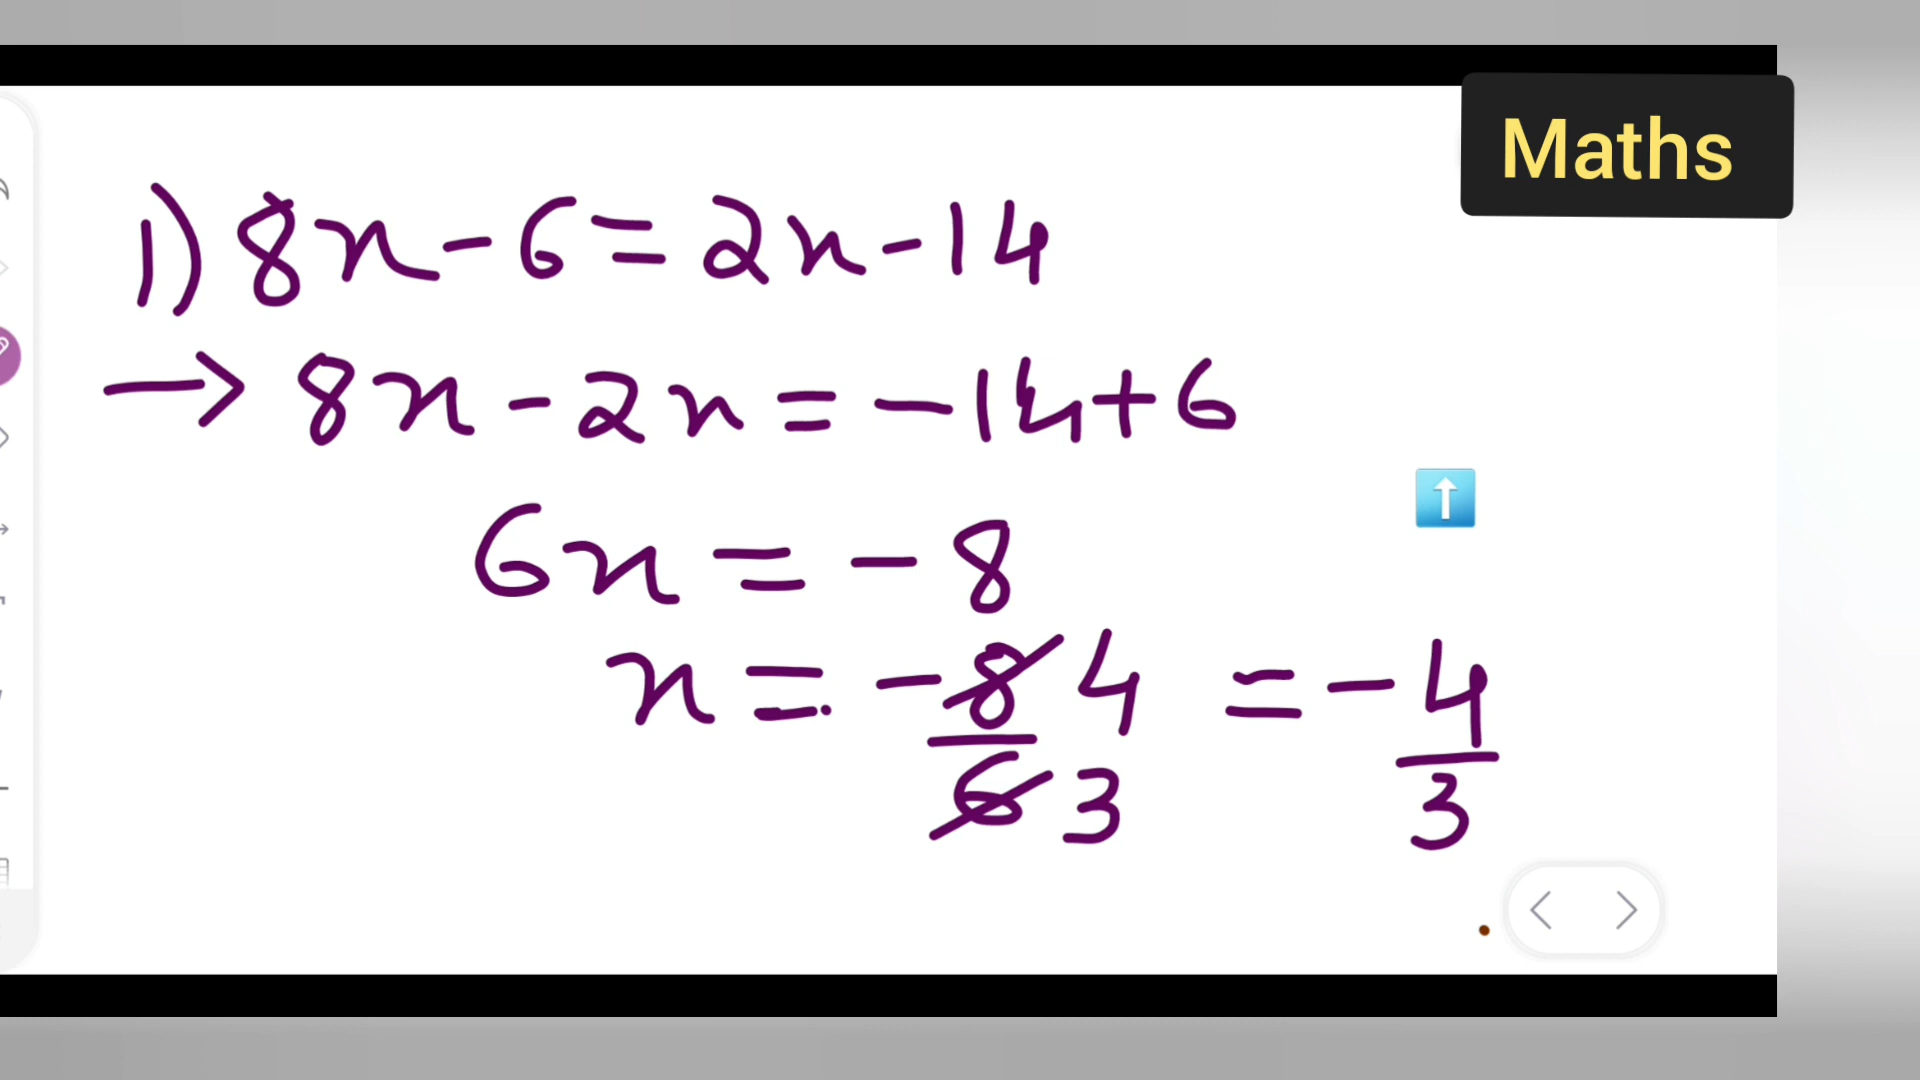 Maths
1) 8x - 6 = 2x - 14
→ 8x - 2x = -14 + 6
6x = -8
x = -8/6 4/3 = -4/3